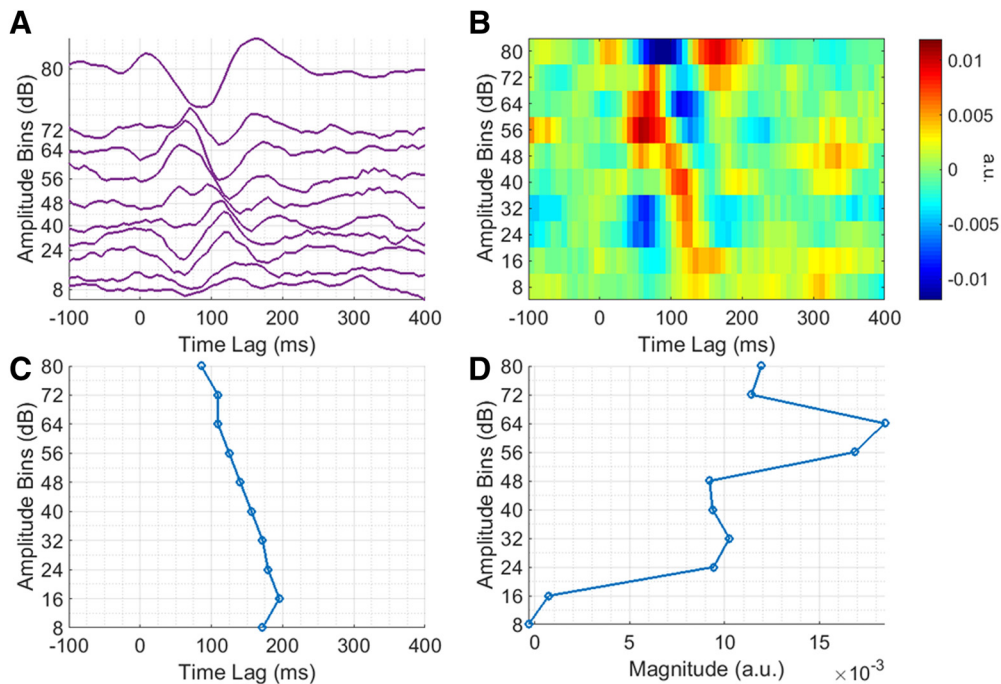 A
Amplitude Bins (dB)
80
72
64
56
48
40
24
8
-100 0 100 200 300 400
Time Lag (ms)
B
Amplitude Bins (dB)
80
72
64
56
48
40
32
24
16
8
-100 0 100 200 300 400
Time Lag (ms)
0.01
0.005
0
-0.005
-0.01
a.u.
C
Amplitude Bins (dB)
80
72
64
56
48
40
32
24
16
8
-100 0 100 200 300 400
Time Lag (ms)
D
Amplitude Bins (dB)
80
72
64
56
48
40
32
24
16
8
0 5 10 15
Magnitude (a.u.) ×10⁻³